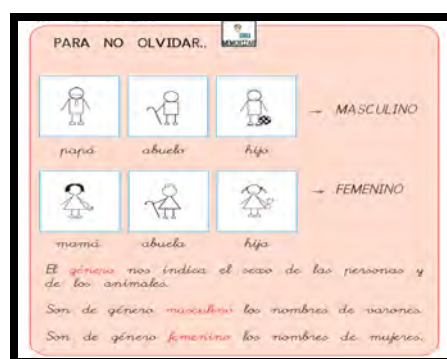 PARA NO OLVIDAR..
MEMORIZAR
→ MASCULINO
papá abuelo hijo
→ FEMENINO
mamá abuela hija
El género nos indica el sexo de las personas y
de los animales.
Son de género masculino los nombres de varones.
Son de género femenino los nombres de mujeres.